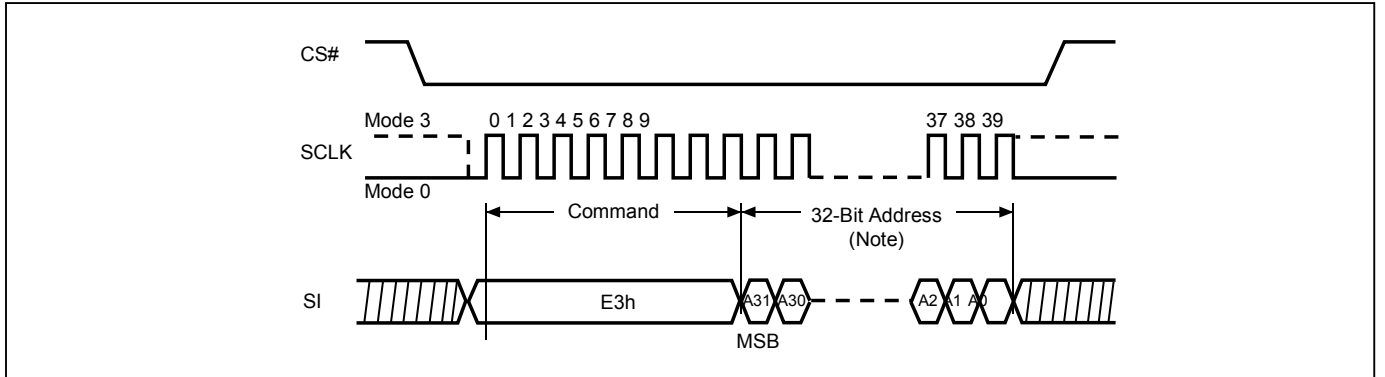 CS#
Mode 3
0 1 2 3 4 5 6 7 8 9
37 38 39
SCLK
Mode 0
Command
32-Bit Address
(Note)
SI
E3h
A31
A30
A2
A1
A0
MSB